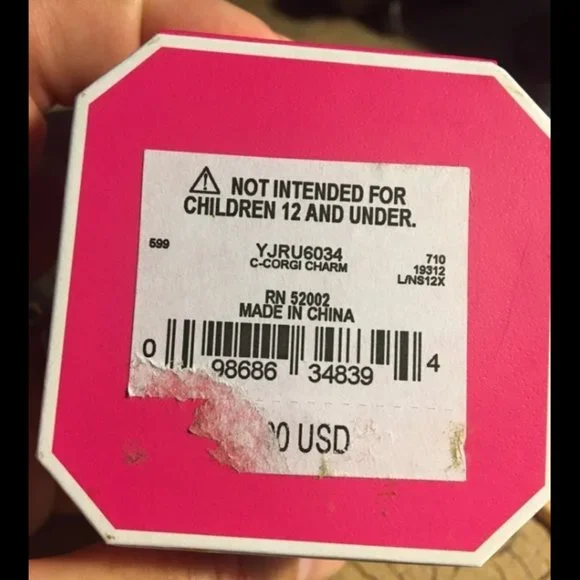 NOT INTENDED FOR
CHILDREN 12 AND UNDER.
599
YJRU6034
C-CORGI CHARM
710
19312
L/NS12X
RN 52002
MADE IN CHINA
0 98686 34839 4
0 USD